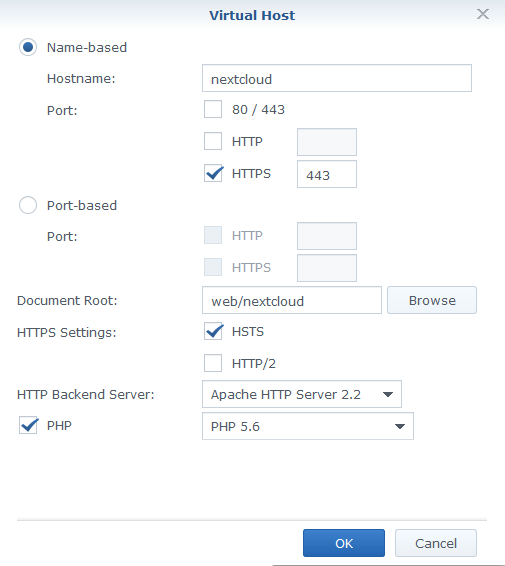 Virtual Host
Name-based
Hostname: nextcloud
Port: 80 / 443
HTTP
HTTPS 443
Port-based
Port: HTTP
HTTPS
Document Root: web/nextcloud Browse
HTTPS Settings: HSTS
HTTP/2
HTTP Backend Server: Apache HTTP Server 2.2
PHP PHP 5.6
OK Cancel